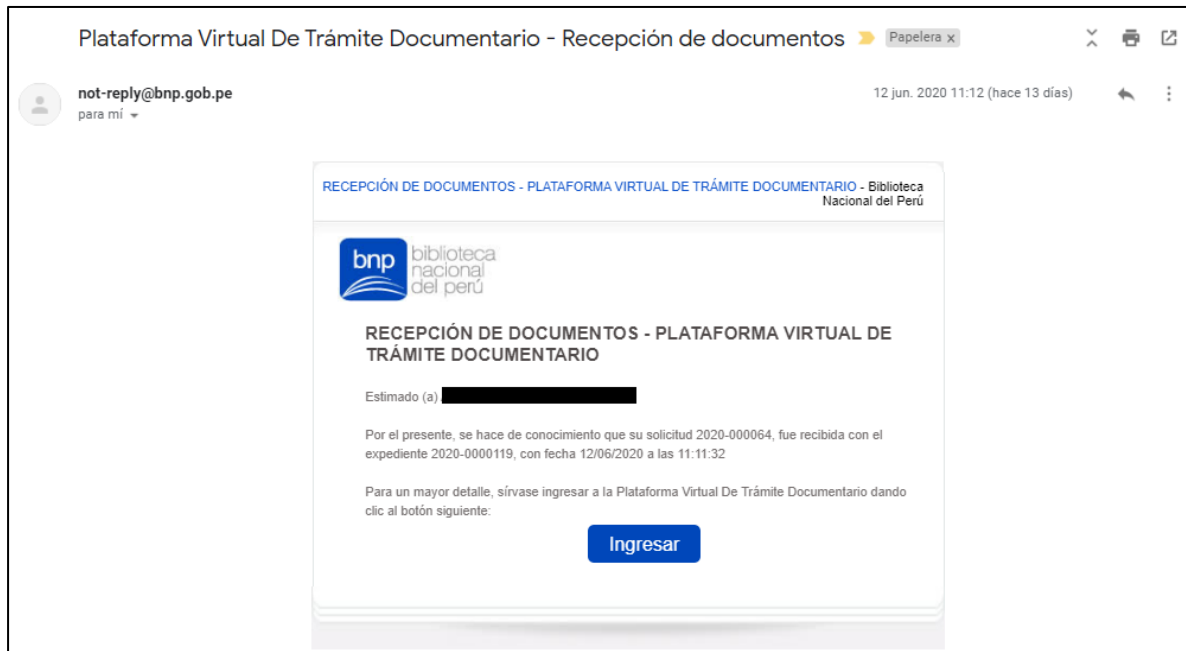 Plataforma Virtual De Trámite Documentario - Recepción de documentos Papelera x
not-reply@bnp.gob.pe 12 jun. 2020 11:12 (hace 13 días)
para mí
RECEPCIÓN DE DOCUMENTOS - PLATAFORMA VIRTUAL DE TRÁMITE DOCUMENTARIO - Biblioteca
Nacional del Perú
bnp
biblioteca
nacional
del perú
RECEPCIÓN DE DOCUMENTOS - PLATAFORMA VIRTUAL DE
TRÁMITE DOCUMENTARIO
Estimado (a)
Por el presente, se hace de conocimiento que su solicitud 2020-000064, fue recibida con el
expediente 2020-0000119, con fecha 12/06/2020 a las 11:11:32
Para un mayor detalle, sírvase ingresar a la Plataforma Virtual De Trámite Documentario dando
clic al botón siguiente:
Ingresar